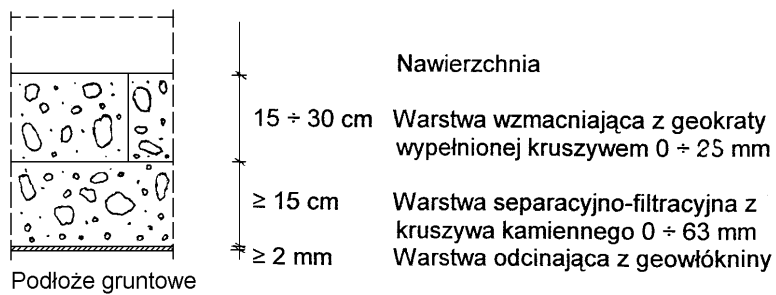 Nawierzchnia
15 ÷ 30 cm Warstwa wzmacniająca z geokraty
wypełnionej kruszywem 0 ÷ 25 mm
≥ 15 cm Warstwa separacyjno-filtracyjna z
kruszywa kamiennego 0 ÷ 63 mm
≥ 2 mm Warstwa odcinająca z geowłókniny
Podłoże gruntowe